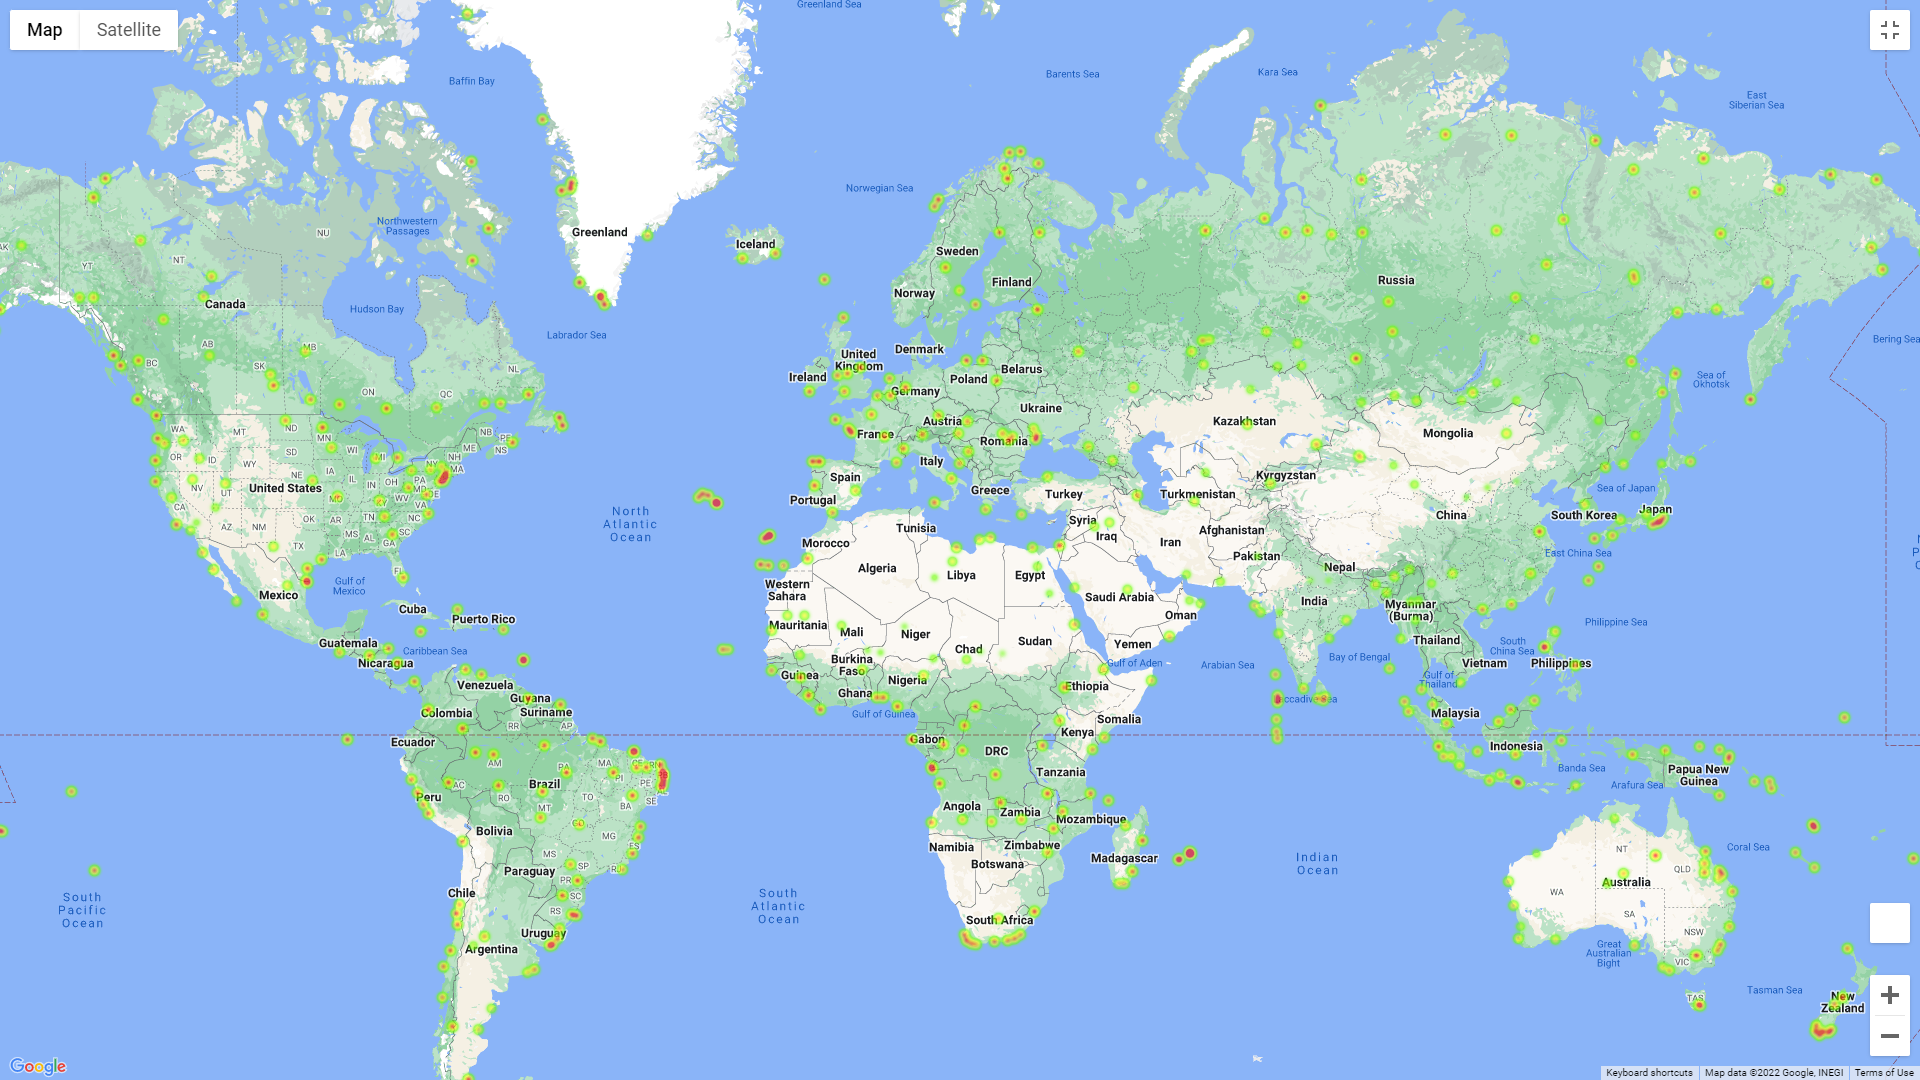 Map
Satellite
Greenland Sea
Baffin Bay
Barents Sea
Kara Sea
East
Siberian Sea
Norwegian Sea
Northwestern
Passages
NU
AK
YT
NT
Greenland
Iceland
Sweden
Finland
Norway
Russia
Canada
Hudson Bay
Labrador Sea
Bering Sea
BC
AB
SK
MB
ON
QC
NL
Denmark
United
Kingdom
Ireland
Poland
Belarus
Germany
Sea of
Okhotsk
Ukraine
Austria
France
Romania
Kazakhstan
Mongolia
WA
MT
ND
MN
NB
PE
ME
NS
OR
ID
WY
SD
WI
MI
NY
NH
MA
Italy
Spain
Portugal
Greece
Turkey
Turkmenistan
Kyrgyzstan
Sea of Japan
United States
NV
UT
NE
IA
IL
IN
OH
PA
MD
DE
WV
VA
CO
KS
MO
KY
CA
AZ
NM
OK
AR
TN
NC
SC
MS
AL
GA
TX
LA
FL
North
Atlantic
Ocean
Tunisia
Syria
Iraq
Iran
Afghanistan
Pakistan
China
South Korea
Japan
East China Sea
Morocco
Algeria
Libya
Egypt
Nepal
Gulf of
Mexico
Mexico
Western
Sahara
Saudi Arabia
India
Myanmar
(Burma)
Oman
Cuba
Puerto Rico
Mauritania
Mali
Niger
Chad
Sudan
Yemen
Thailand
Philippine Sea
Guatemala
Caribbean Sea
Nicaragua
Burkina
Faso
Gulf of Aden
Arabian Sea
Bay of Bengal
South
China Sea
Vietnam
Philippines
Gulf of
Thailand
Venezuela
Guyana
Suriname
Colombia
Guinea
Ghana
Nigeria
Gulf of Guinea
Ethiopia
Somalia
Laccadive Sea
Malaysia
RR
AP
Ecuador
Gabon
DRC
Kenya
Indonesia
AM
PA
MA
CE
RN
PI
PE
AL
SE
AC
Peru
Brazil
RO
TO
BA
MT
Tanzania
Banda Sea
Papua New
Guinea
Arafura Sea
Angola
Zambia
Mozambique
Bolivia
GO
MG
ES
Namibia
Zimbabwe
Botswana
Madagascar
Coral Sea
MS
SP
RJ
Paraguay
PR
SC
RS
Chile
South
Pacific
Ocean
South
Atlantic
Ocean
Indian
Ocean
NT
QLD
WA
Australia
SA
NSW
South Africa
Uruguay
Argentina
Great
Australian
Bight
VIC
Tasman Sea
TAS
New
Zealand
Google
Keyboard shortcuts
Map data ©2022 Google, INEGI
Terms of Use